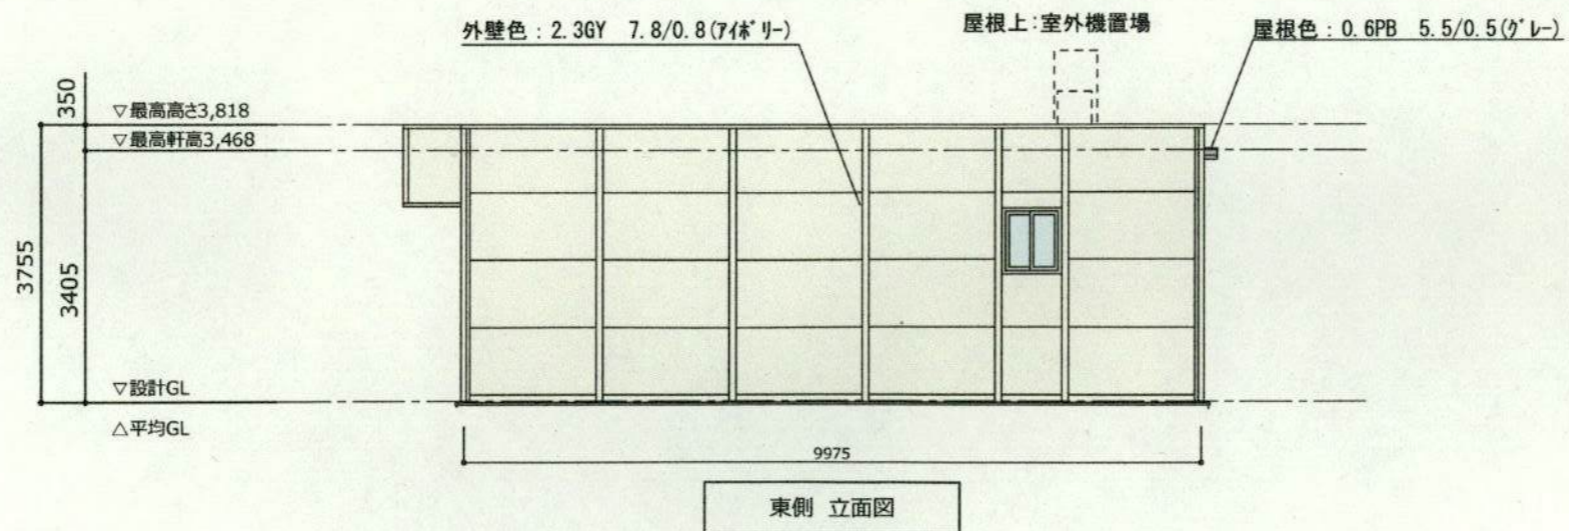 外壁色：2.3GY 7.8/0.8(ｱｲﾎﾞﾘｰ)
屋根上:室外機置場
屋根色：0.6PB 5.5/0.5(ｸﾞﾚｰ)
350
▽最高高さ3,818
▽最高軒高3,468
3755
3405
▽設計GL
△平均GL
9975
東側 立面図